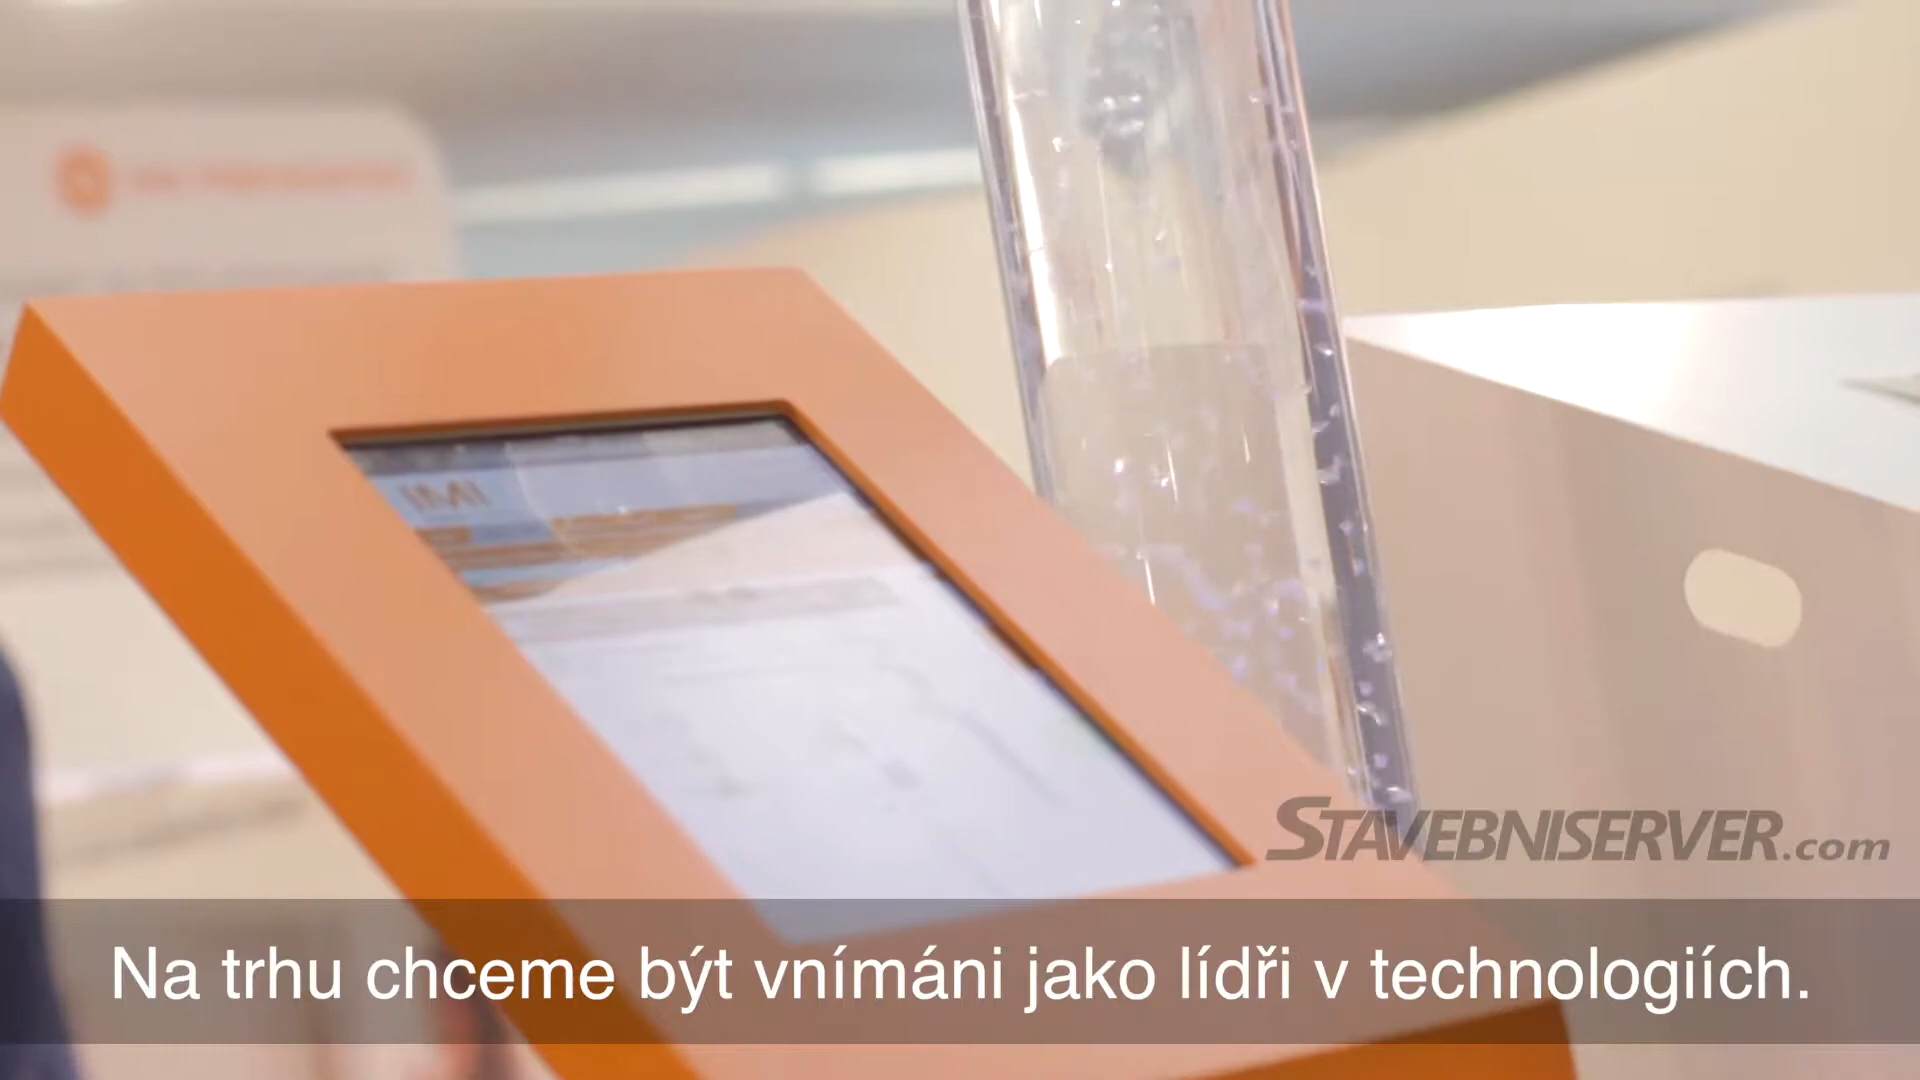 IMI
STAVEBNISERVER.com
Na trhu chceme být vnímáni jako lídři v technologiích.